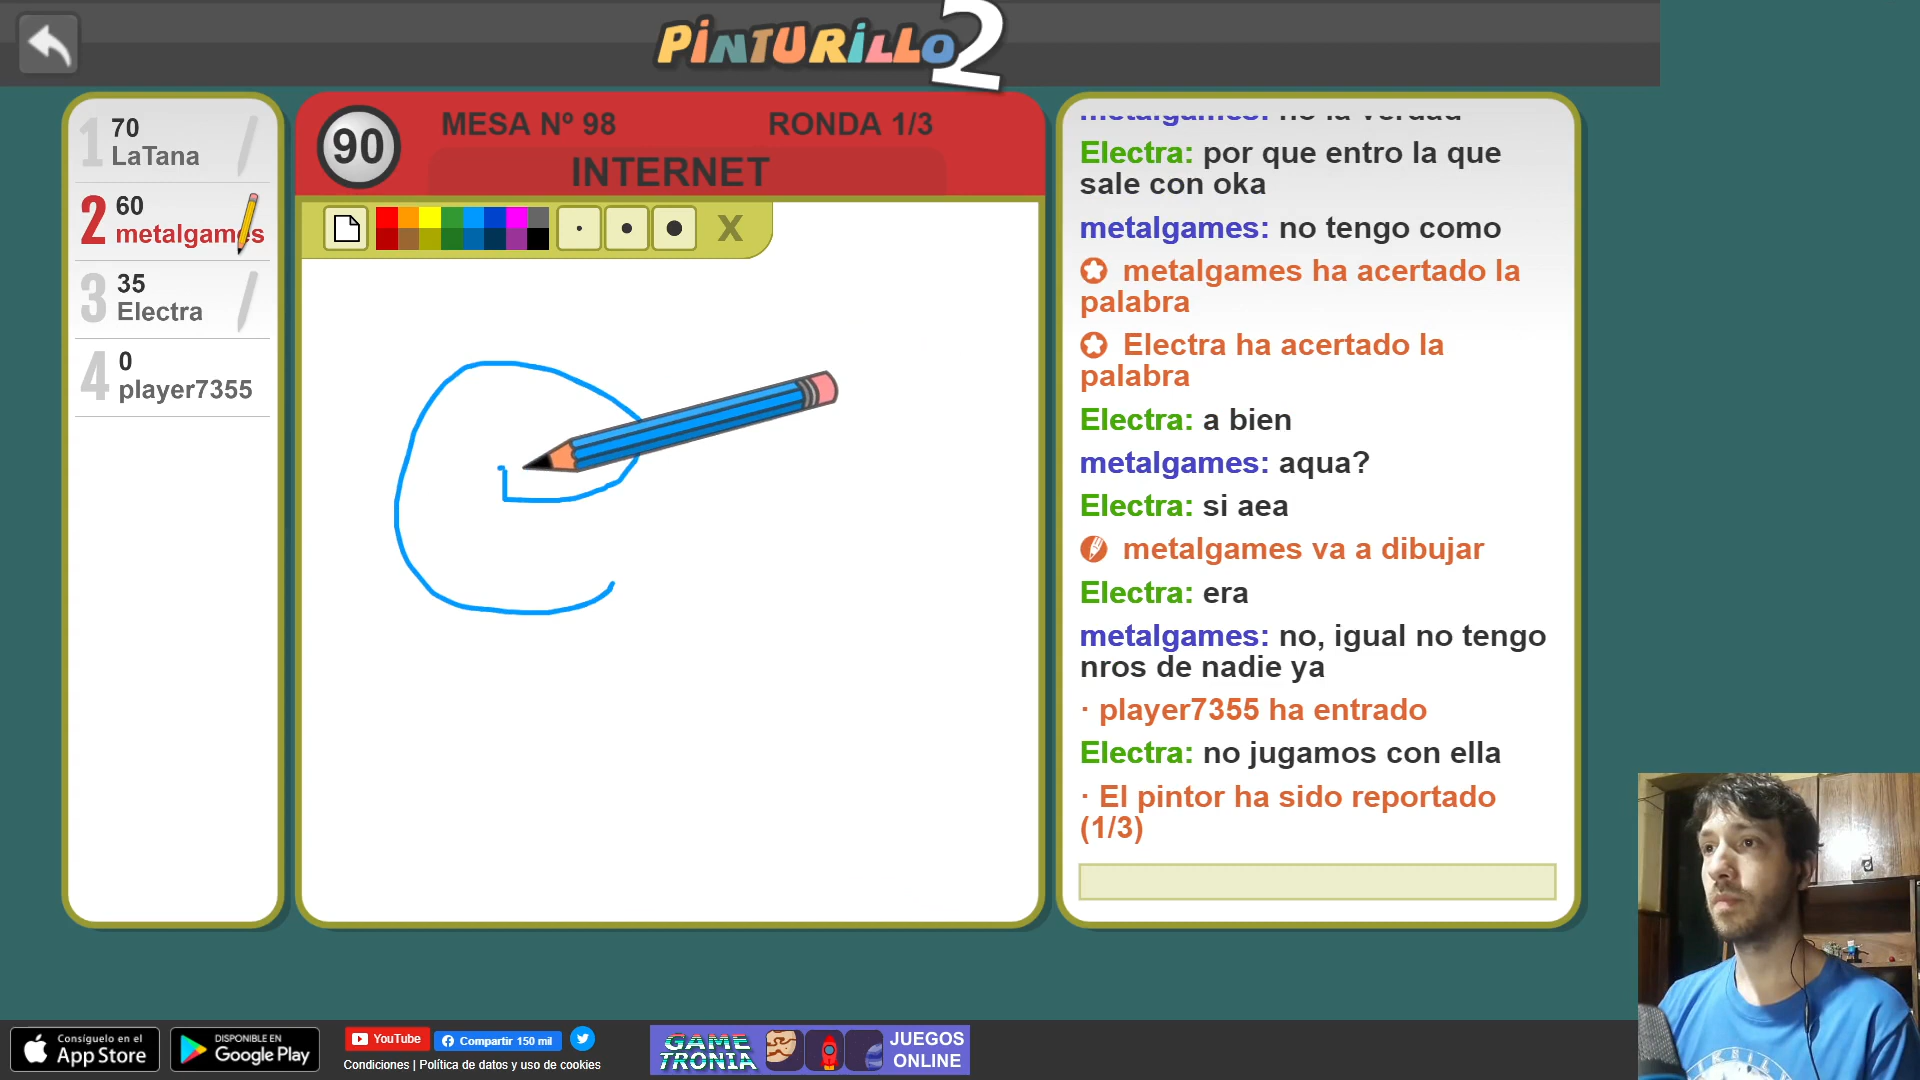 PINTURILLO 2
1 70
LaTana
2 60
metalgames
3 35
Electra
4 0
player7355
90
MESA Nº 98
RONDA 1/3
INTERNET
X
metalgames: no la verdad
Electra: por que entro la que
sale con oka
metalgames: no tengo como
metalgames ha acertado la
palabra
Electra ha acertado la
palabra
Electra: a bien
metalgames: aqua?
Electra: si aea
metalgames va a dibujar
Electra: era
metalgames: no, igual no tengo
nros de nadie ya
· player7355 ha entrado
Electra: no jugamos con ella
· El pintor ha sido reportado
(1/3)
Consíguelo en el
App Store
DISPONIBLE EN
Google Play
YouTube
Compartir 150 mil
Condiciones | Política de datos y uso de cookies
GAME
TRONIA
JUEGOS
ONLINE